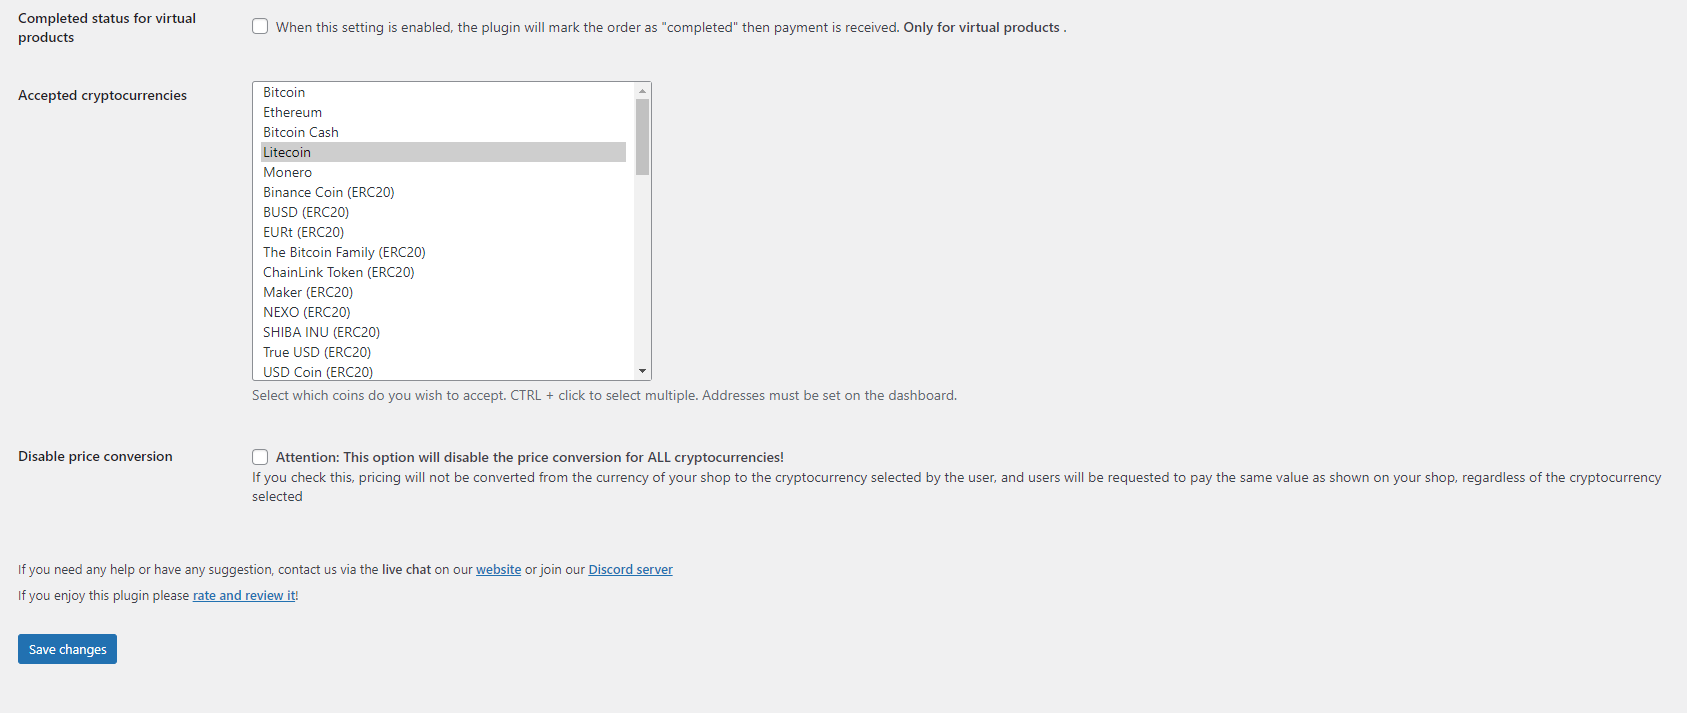 Completed status for virtual
products
When this setting is enabled, the plugin will mark the order as "completed" then payment is received. Only for virtual products .
Accepted cryptocurrencies
Bitcoin
Ethereum
Bitcoin Cash
Litecoin
Monero
Binance Coin (ERC20)
BUSD (ERC20)
EURt (ERC20)
The Bitcoin Family (ERC20)
ChainLink Token (ERC20)
Maker (ERC20)
NEXO (ERC20)
SHIBA INU (ERC20)
True USD (ERC20)
USD Coin (ERC20)
Select which coins do you wish to accept. CTRL + click to select multiple. Addresses must be set on the dashboard.
Disable price conversion
Attention: This option will disable the price conversion for ALL cryptocurrencies!
If you check this, pricing will not be converted from the currency of your shop to the cryptocurrency selected by the user, and users will be requested to pay the same value as shown on your shop, regardless of the cryptocurrency
selected
If you need any help or have any suggestion, contact us via the live chat on our website or join our Discord server
If you enjoy this plugin please rate and review it!
Save changes